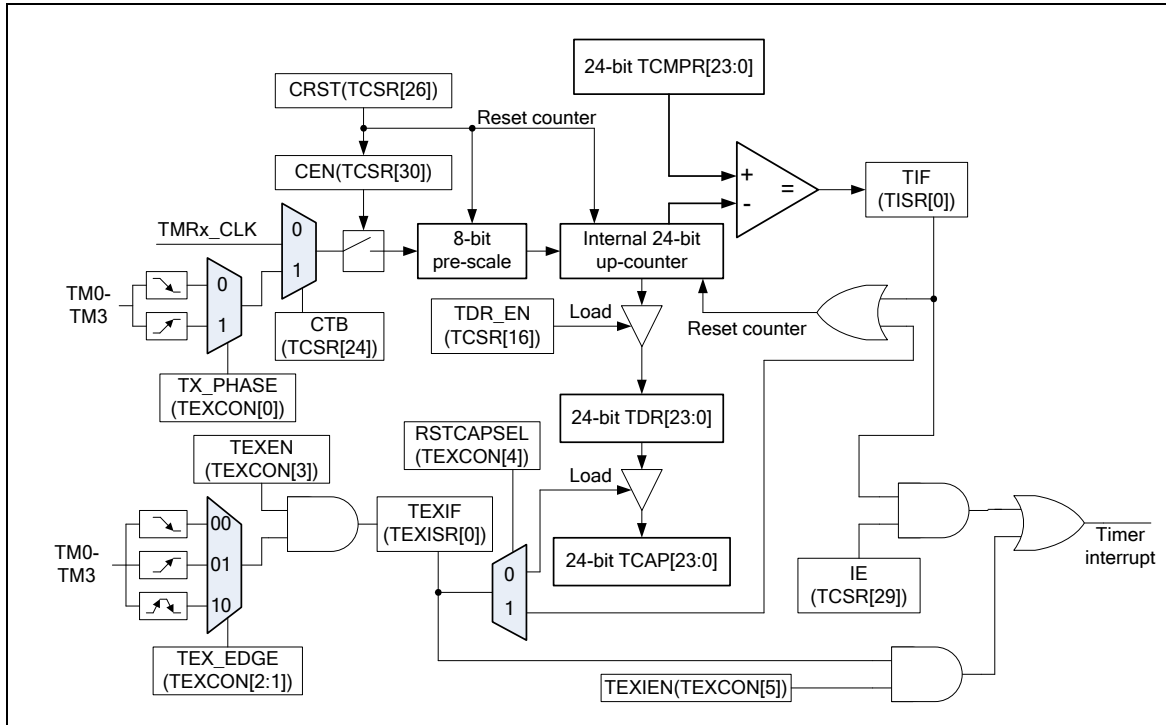 24-bit TCMPR[23:0]
CRST(TCSR[26])
Reset counter
CEN(TCSR[30])
+
-
=
TIF
(TISR[0])
TMRx_CLK
0
1
8-bit
pre-scale
Internal 24-bit
up-counter
TM0-
TM3
0
1
CTB
(TCSR[24])
TDR_EN
(TCSR[16])
Load
Reset counter
TX_PHASE
(TEXCON[0])
24-bit TDR[23:0]
TEXEN
(TEXCON[3])
RSTCAPSEL
(TEXCON[4])
Load
TEXIF
(TEXISR[0])
TM0-
TM3
00
01
10
0
1
24-bit TCAP[23:0]
IE
(TCSR[29])
Timer
interrupt
TEX_EDGE
(TEXCON[2:1])
TEXIEN(TEXCON[5])